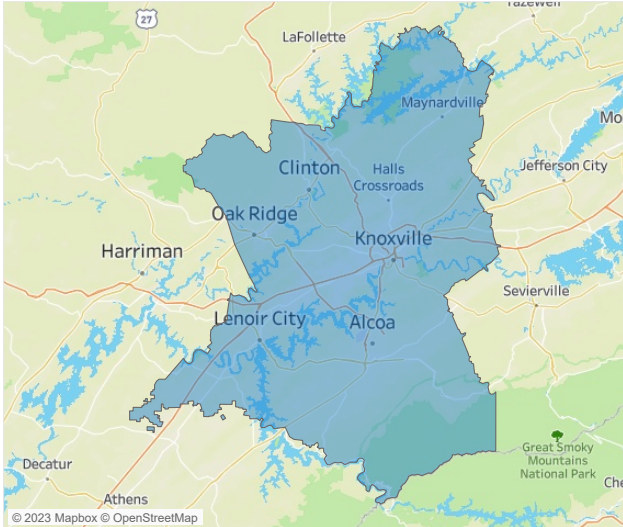 Tazewell
27
LaFollette
Maynardville
Mo
Clinton
Halls
Crossroads
Jefferson City
Oak Ridge
Harriman
Knoxville
Sevierville
Lenoir City
Alcoa
Great Smoky
Mountains
National Park
Decatur
Che
Athens
© 2023 Mapbox © OpenStreetMap